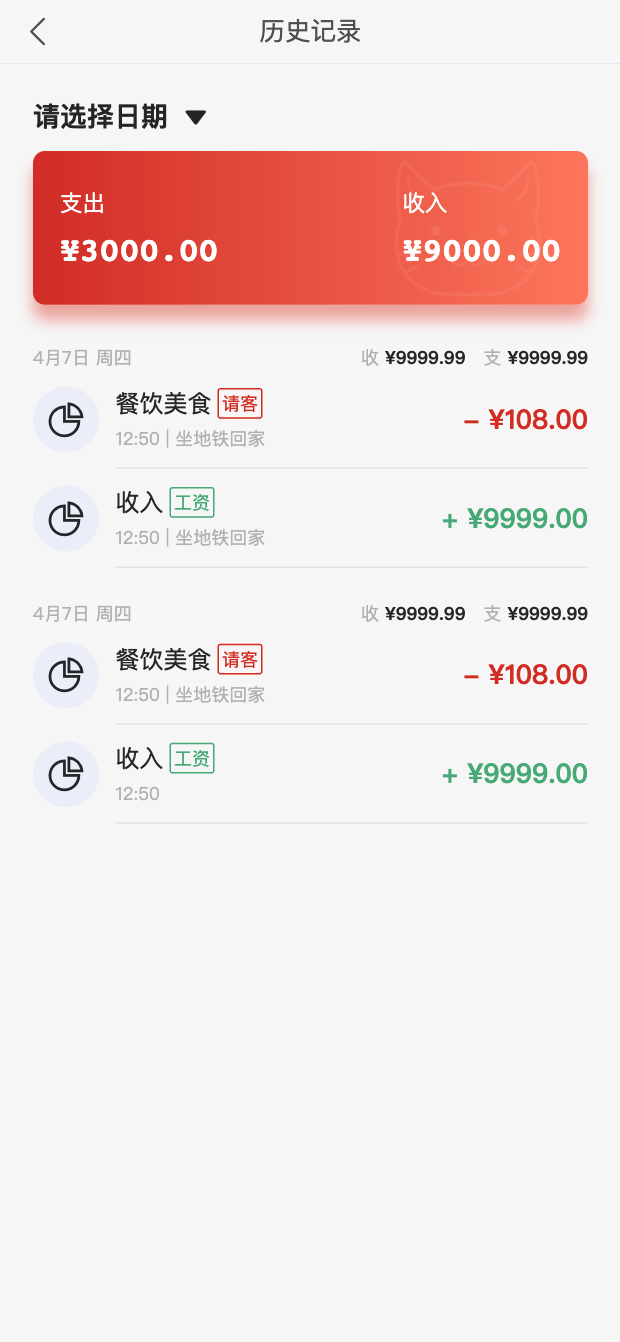 历史记录
请选择日期
支出 收入
¥3000.00 ¥9000.00
4月7日 周四 收 ¥9999.99 支 ¥9999.99
餐饮美食 请客 – ¥108.00
12:50 | 坐地铁回家
收入 工资 + ¥9999.00
12:50 | 坐地铁回家
4月7日 周四 收 ¥9999.99 支 ¥9999.99
餐饮美食 请客 – ¥108.00
12:50 | 坐地铁回家
收入 工资 + ¥9999.00
12:50